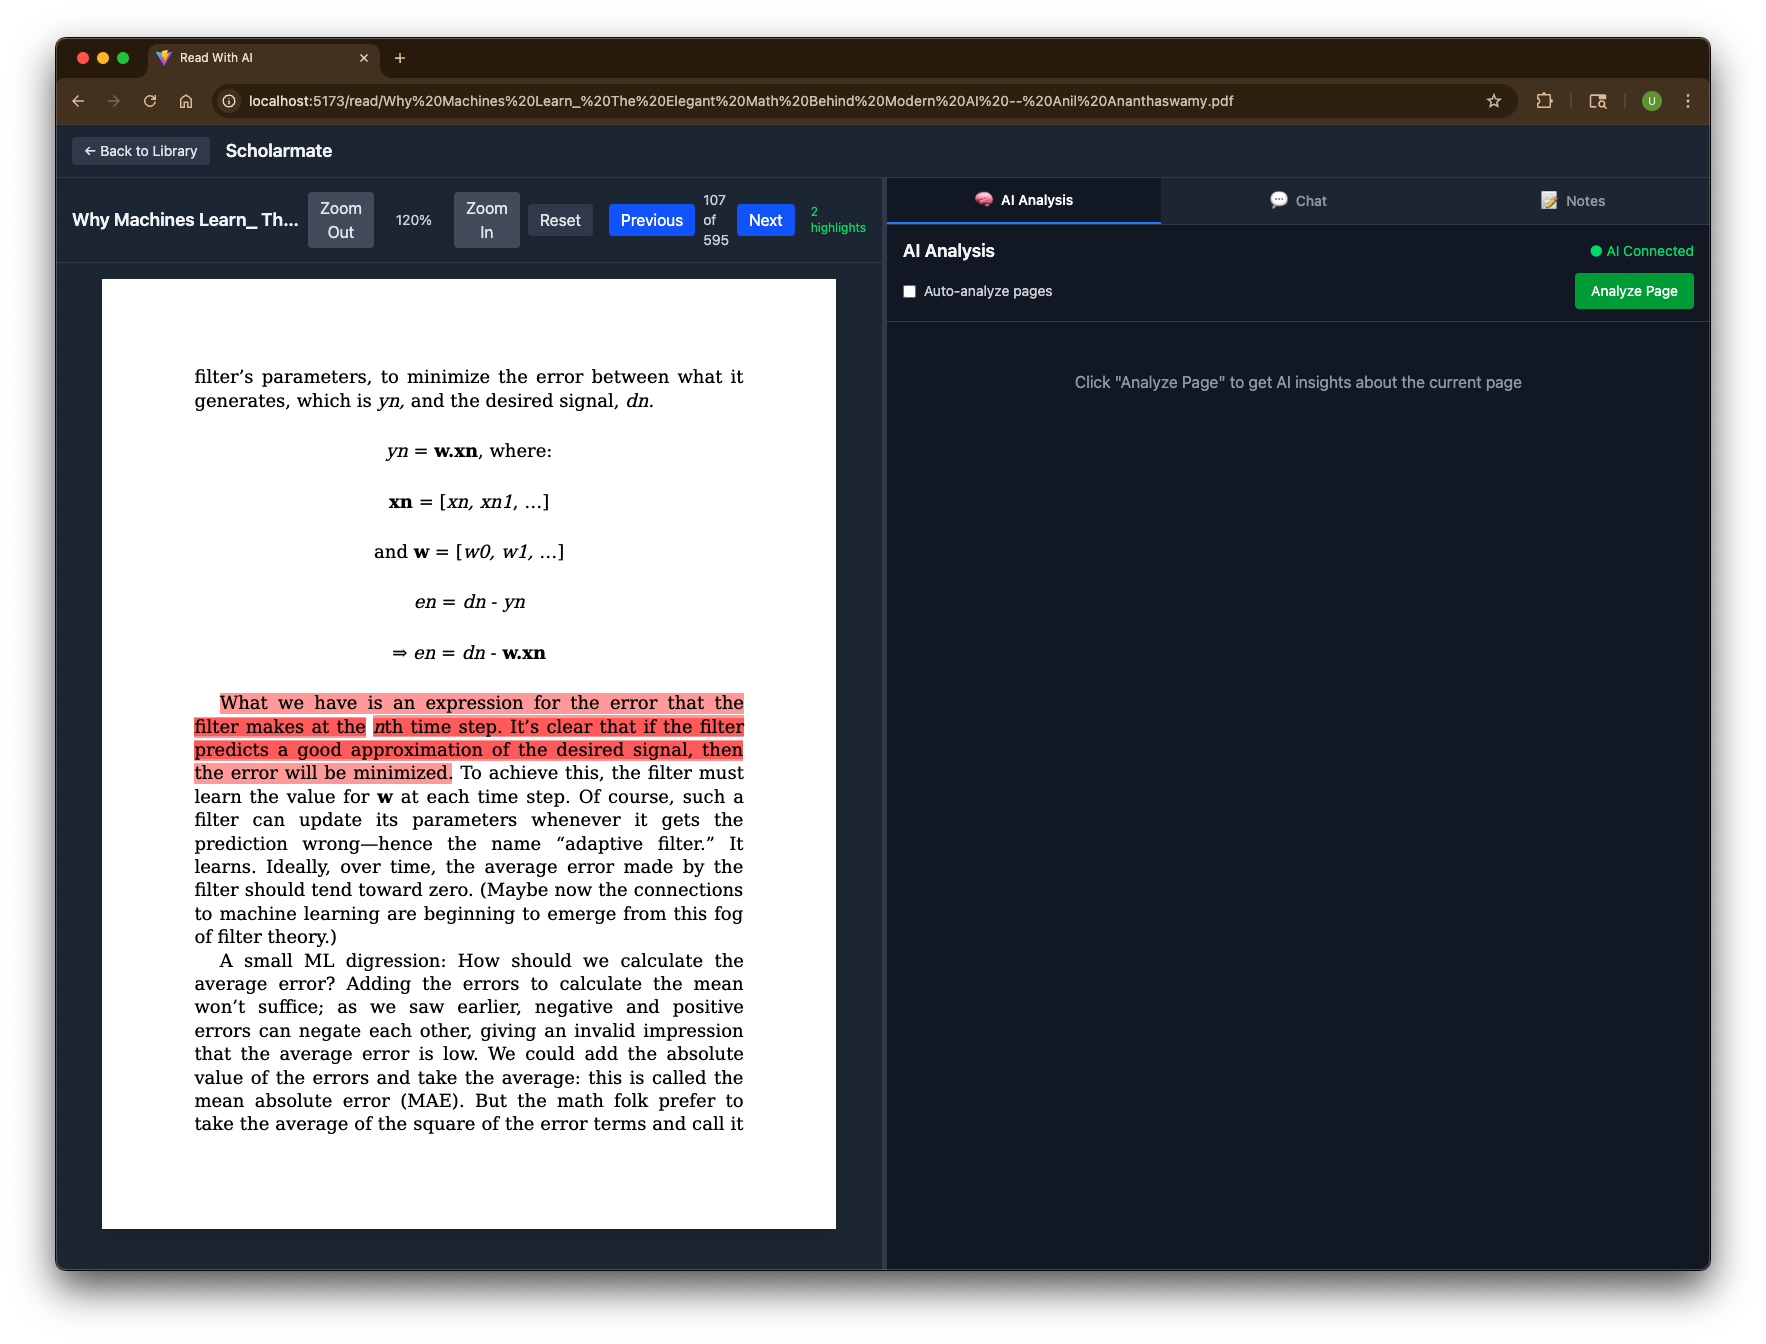 Read With AI
localhost:5173/read/Why%20Machines%20Learn_%20The%20Elegant%20Math%20Behind%20Modern%20AI%20--%20Anil%20Ananthaswamy.pdf
U
← Back to Library
Scholarmate
Why Machines Learn_ Th...
Zoom
Out
120%
Zoom
In
Reset
Previous
107
of
595
Next
2
highlights
filter’s parameters, to minimize the error between what it
generates, which is yn, and the desired signal, dn.
yn = w.xn, where:
xn = [xn, xn1, …]
and w = [w0, w1, …]
en = dn - yn
⇒ en = dn - w.xn
What we have is an expression for the error that the
filter makes at the nth time step. It’s clear that if the filter
predicts a good approximation of the desired signal, then
the error will be minimized. To achieve this, the filter must
learn the value for w at each time step. Of course, such a
filter can update its parameters whenever it gets the
prediction wrong—hence the name “adaptive filter.” It
learns. Ideally, over time, the average error made by the
filter should tend toward zero. (Maybe now the connections
to machine learning are beginning to emerge from this fog
of filter theory.)
A small ML digression: How should we calculate the
average error? Adding the errors to calculate the mean
won’t suffice; as we saw earlier, negative and positive
errors can negate each other, giving an invalid impression
that the average error is low. We could add the absolute
value of the errors and take the average: this is called the
mean absolute error (MAE). But the math folk prefer to
take the average of the square of the error terms and call it
AI Analysis
Chat
Notes
AI Analysis
AI Connected
Auto-analyze pages
Analyze Page
Click "Analyze Page" to get AI insights about the current page